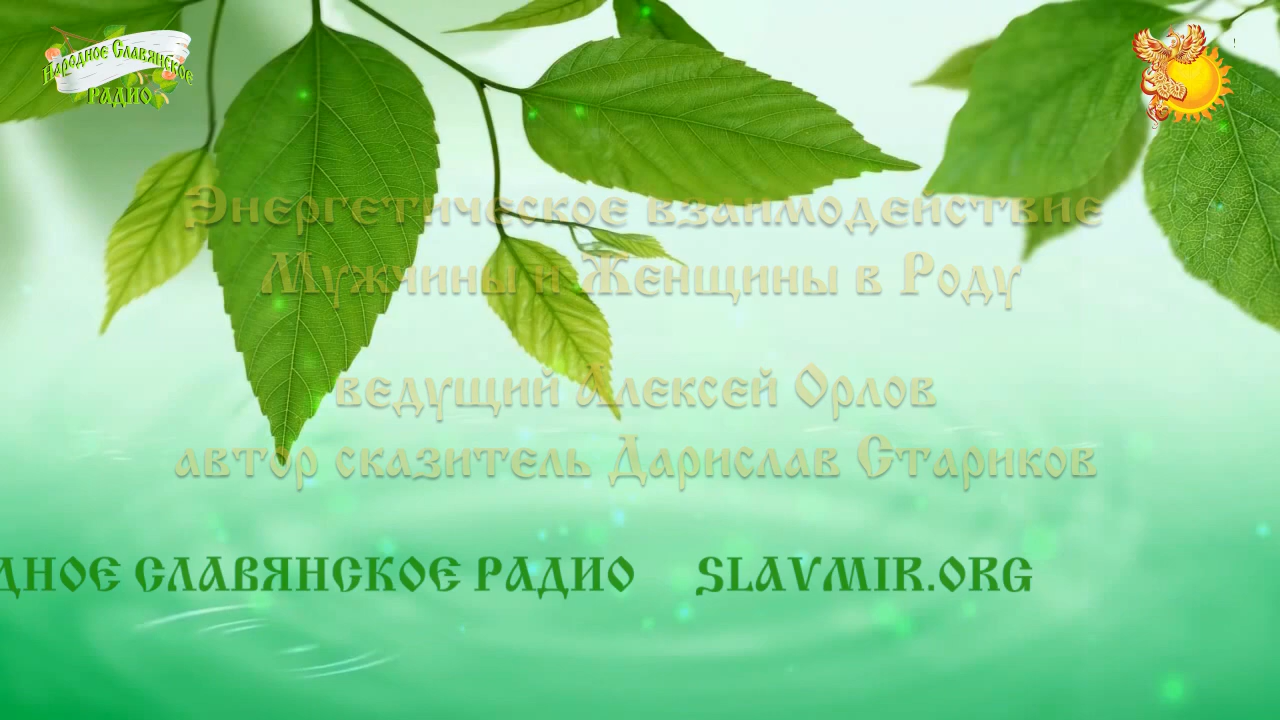 Народное Славянское
РАДИО
Энергетическое взаимодействие
Мужчины и Женщины в Роду
ведущий Алексей Орлов
автор сказитель Дарислав Стариков
ДНОЕ СЛАВЯНСКОЕ РАДИО SLAVMIR.ORG